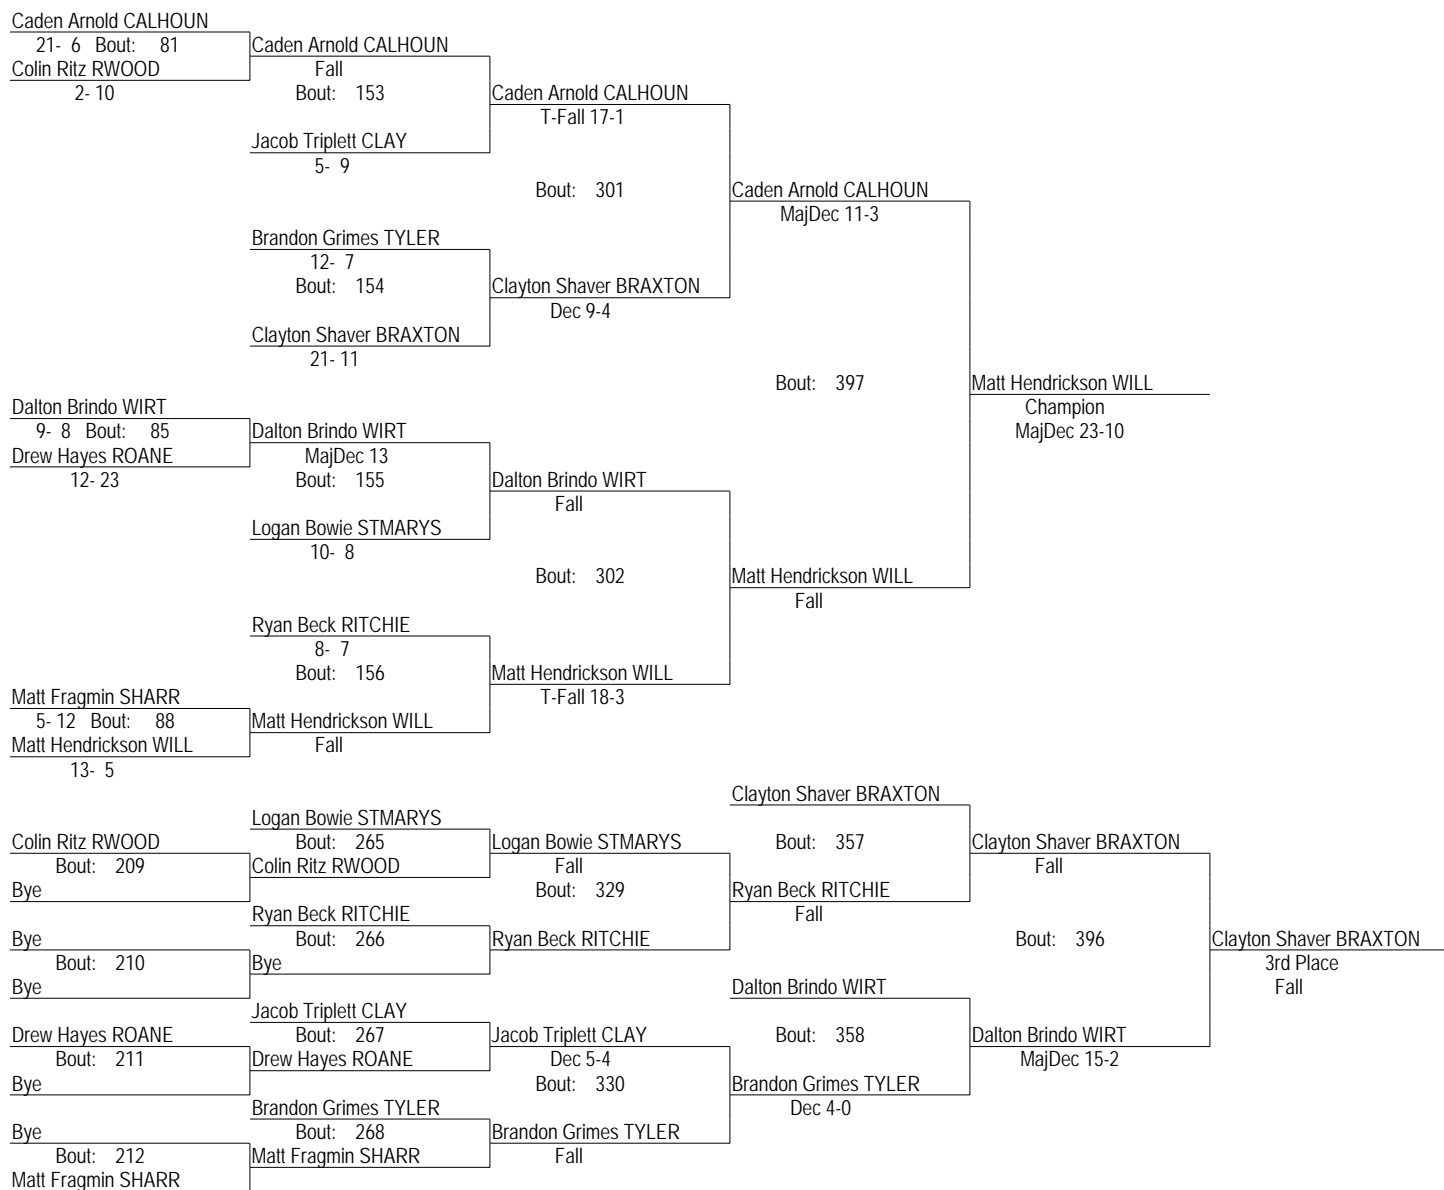 Caden Arnold CALHOUN
21- 6 Bout: 81
Caden Arnold CALHOUN
Colin Ritz RWOOD
Fall
2- 10
Bout: 153
Caden Arnold CALHOUN
T-Fall 17-1
Jacob Triplett CLAY
5- 9
Bout: 301
Caden Arnold CALHOUN
MajDec 11-3
Brandon Grimes TYLER
12- 7
Bout: 154
Clayton Shaver BRAXTON
Dec 9-4
Clayton Shaver BRAXTON
21- 11
Bout: 397
Matt Hendrickson WILL
Champion
MajDec 23-10
Dalton Brindo WIRT
9- 8 Bout: 85
Dalton Brindo WIRT
Drew Hayes ROANE
MajDec 13
12- 23
Bout: 155
Dalton Brindo WIRT
Fall
Logan Bowie STMARYS
10- 8
Bout: 302
Matt Hendrickson WILL
Fall
Ryan Beck RITCHIE
8- 7
Bout: 156
Matt Hendrickson WILL
T-Fall 18-3
Matt Fragmin SHARR
5- 12 Bout: 88
Matt Hendrickson WILL
Matt Hendrickson WILL
Fall
13- 5
Clayton Shaver BRAXTON
Logan Bowie STMARYS
Colin Ritz RWOOD
Bout: 265
Logan Bowie STMARYS
Bout: 357
Clayton Shaver BRAXTON
Bout: 209
Colin Ritz RWOOD
Fall
Fall
Bye
Bout: 329
Ryan Beck RITCHIE
Ryan Beck RITCHIE
Fall
Bye
Bout: 266
Ryan Beck RITCHIE
Bout: 396
Clayton Shaver BRAXTON
Bout: 210
Bye
3rd Place
Bye
Dalton Brindo WIRT
Fall
Jacob Triplett CLAY
Drew Hayes ROANE
Bout: 267
Jacob Triplett CLAY
Bout: 358
Dalton Brindo WIRT
Bout: 211
Drew Hayes ROANE
Dec 5-4
MajDec 15-2
Bye
Bout: 330
Brandon Grimes TYLER
Brandon Grimes TYLER
Dec 4-0
Bye
Bout: 268
Brandon Grimes TYLER
Bout: 212
Matt Fragmin SHARR
Fall
Matt Fragmin SHARR